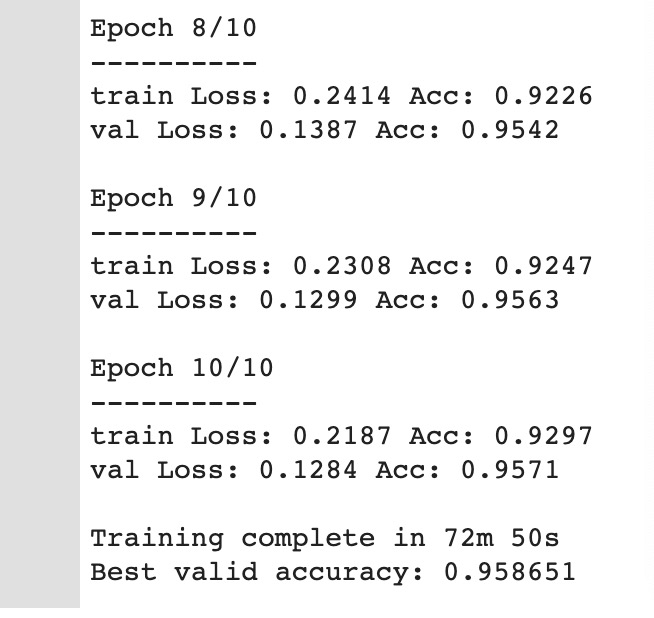 Epoch 8/10
----------
train Loss: 0.2414 Acc: 0.9226
val Loss: 0.1387 Acc: 0.9542
Epoch 9/10
----------
train Loss: 0.2308 Acc: 0.9247
val Loss: 0.1299 Acc: 0.9563
Epoch 10/10
----------
train Loss: 0.2187 Acc: 0.9297
val Loss: 0.1284 Acc: 0.9571
Training complete in 72m 50s
Best valid accuracy: 0.958651